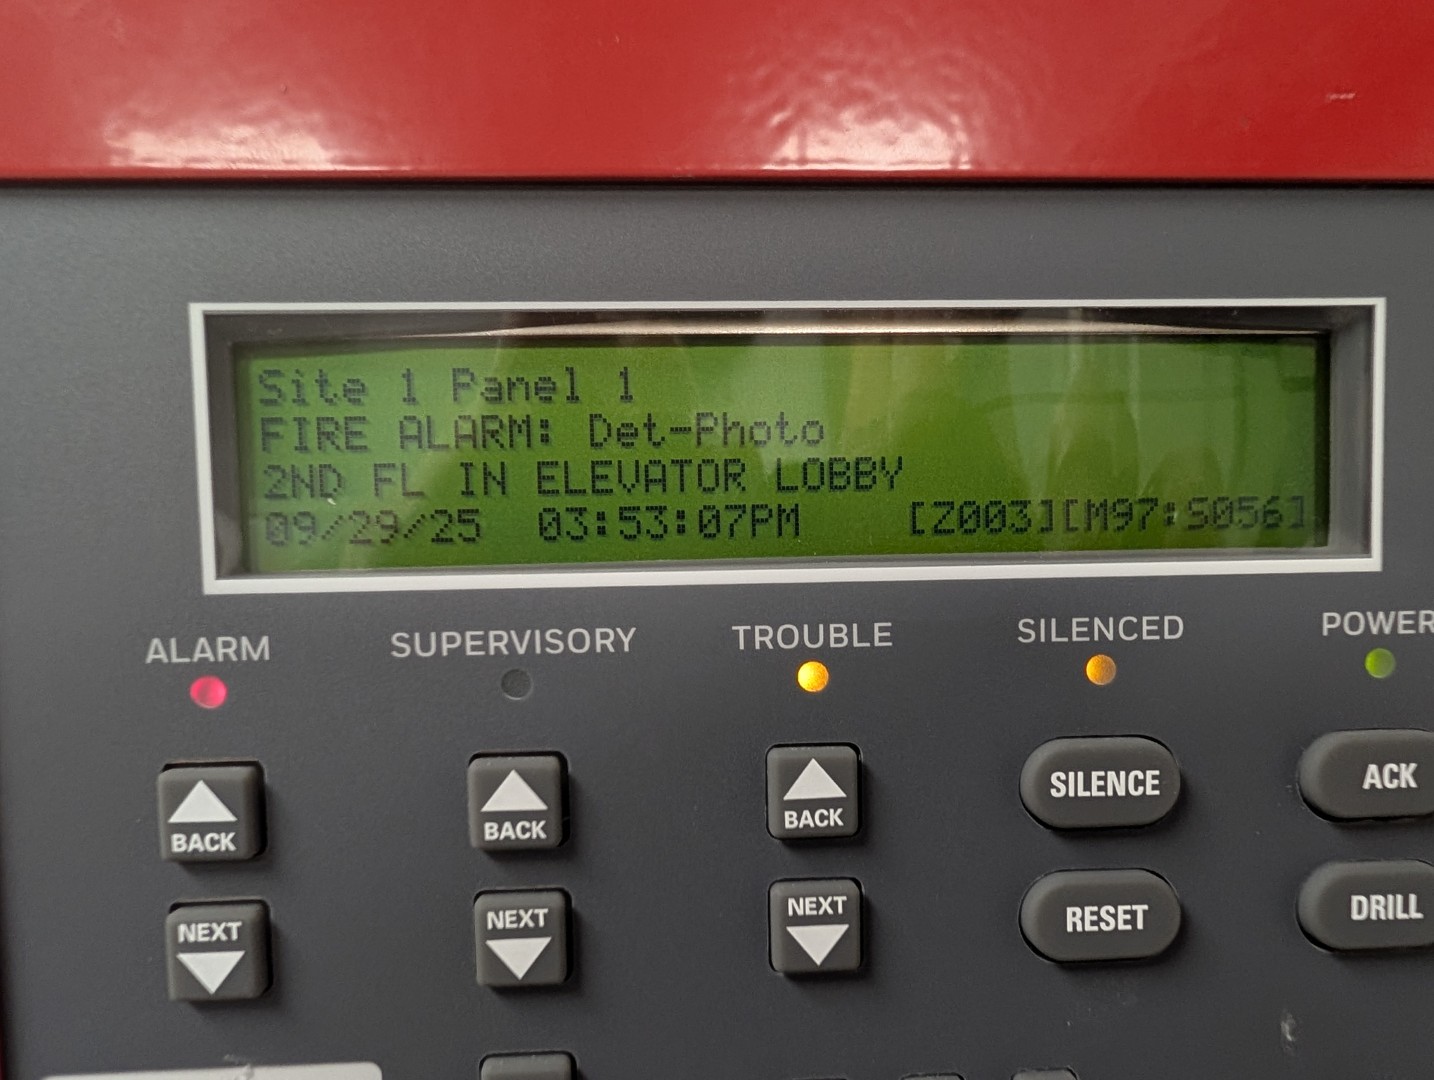 Site 1 Panel 1
FIRE ALARM: Det-Photo
2ND FL IN ELEVATOR LOBBY
09/29/25 03:53:07PM [Z003][M97:S056]
ALARM SUPERVISORY TROUBLE SILENCED POWER
BACK BACK BACK SILENCE ACK
NEXT NEXT NEXT RESET DRILL